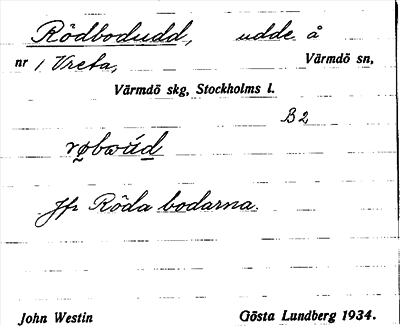 Rödbodudd, udde å
nr 1 Vreta, Värmdö sn,
Värmdö skg, Stockholms l.
B2
Jfr Röda bodarna.
John Westin Gösta Lundberg 1934.